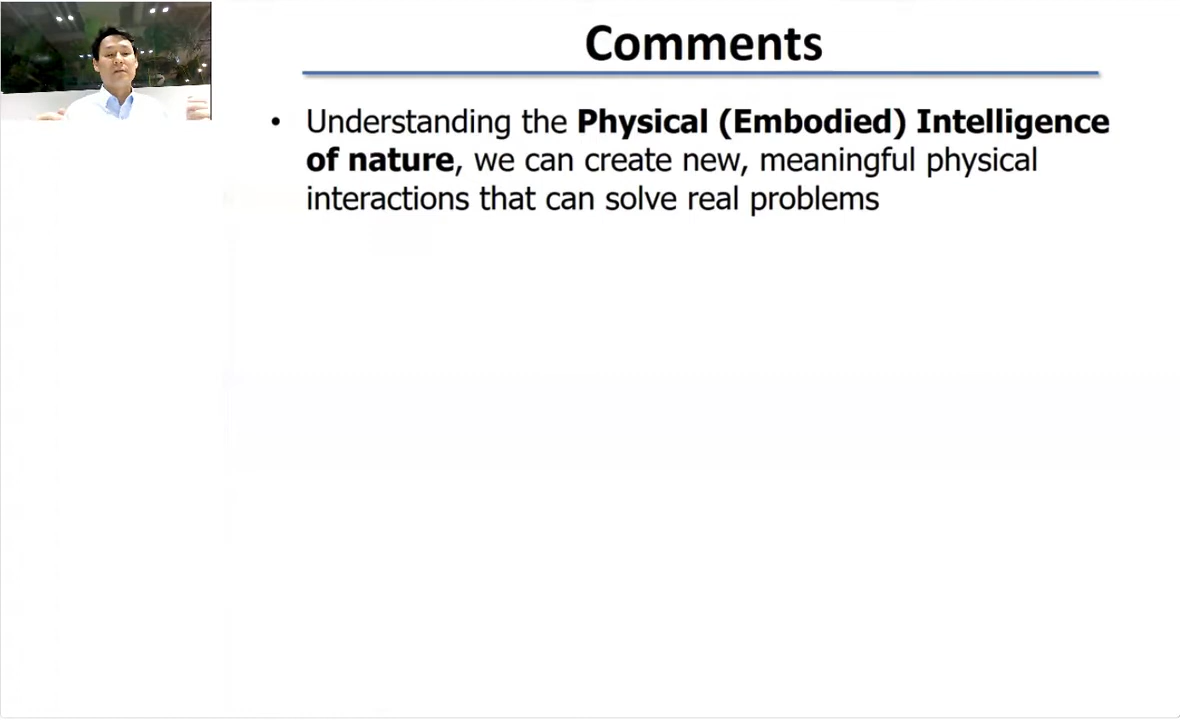 Comments
• Understanding the Physical (Embodied) Intelligence
of nature, we can create new, meaningful physical
interactions that can solve real problems